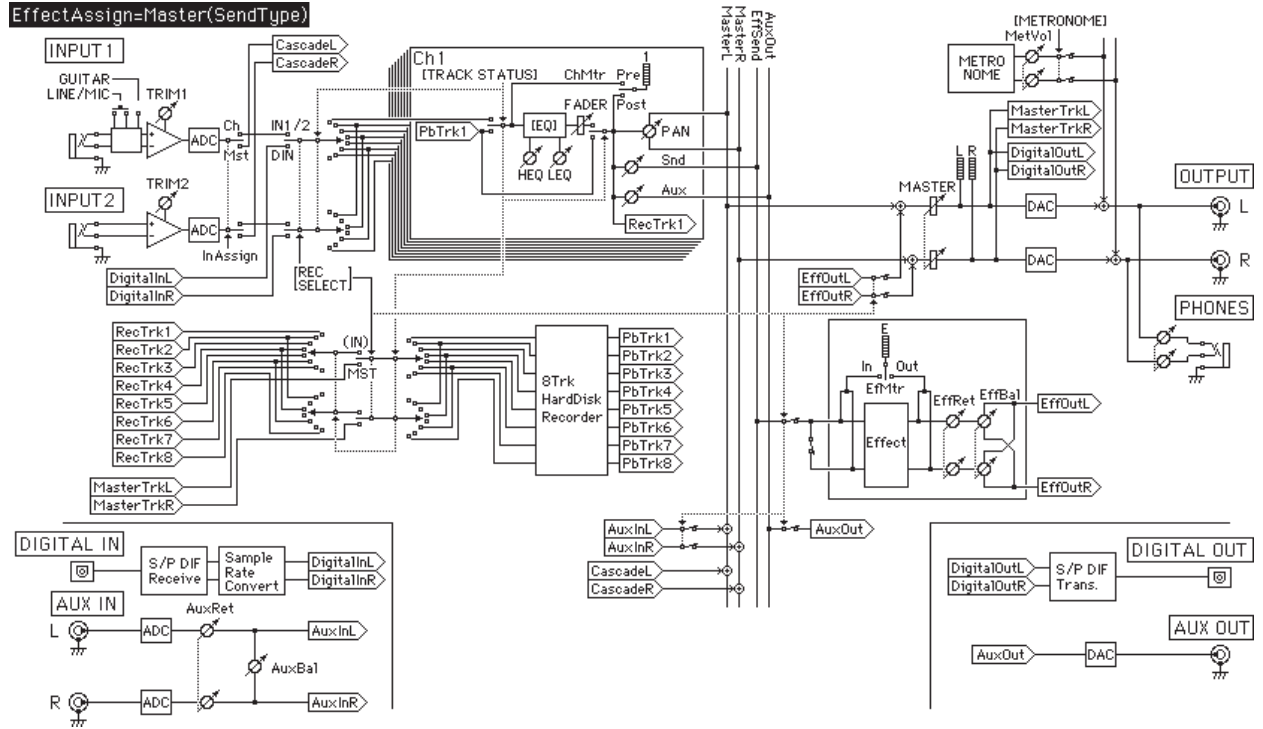 EffectAssign=Master(SendType)
INPUT1
GUITAR
LINE/MIC
TRIM1
ADC
Ch
Mst
CascadeL
CascadeR
IN1/2
DIN
INPUT2
TRIM2
ADC
InAssign
DigitalInL
DigitalInR
[REC
SELECT]
Ch1
[TRACK STATUS]
ChMtr
Pre
1
Post
PbTrk1
[EQ]
FADER
HEQ
LEQ
PAN
Snd
Aux
RecTrk1
MasterL
MasterR
EffSend
AuxOut
[METRONOME]
MetVol
METRO
NOME
MasterTrkL
MasterTrkR
DigitalOutL
DigitalOutR
L R
MASTER
DAC
DAC
OUTPUT
L
R
EffOutL
EffOutR
PHONES
RecTrk1
RecTrk2
RecTrk3
RecTrk4
RecTrk5
RecTrk6
RecTrk7
RecTrk8
MasterTrkL
MasterTrkR
(IN)
MST
8Trk
HardDisk
Recorder
PbTrk1
PbTrk2
PbTrk3
PbTrk4
PbTrk5
PbTrk6
PbTrk7
PbTrk8
E
In
Out
EfMtr
Effect
EffRet
EffBal
EffOutL
EffOutR
AuxInL
AuxInR
AuxOut
CascadeL
CascadeR
DIGITAL IN
S/P DIF
Receive
Sample
Rate
Convert
DigitalInL
DigitalInR
AUX IN
L
ADC
AuxRet
AuxInL
AuxBal
R
ADC
AuxInR
DIGITAL OUT
DigitalOutL
DigitalOutR
S/P DIF
Trans.
AUX OUT
AuxOut
DAC